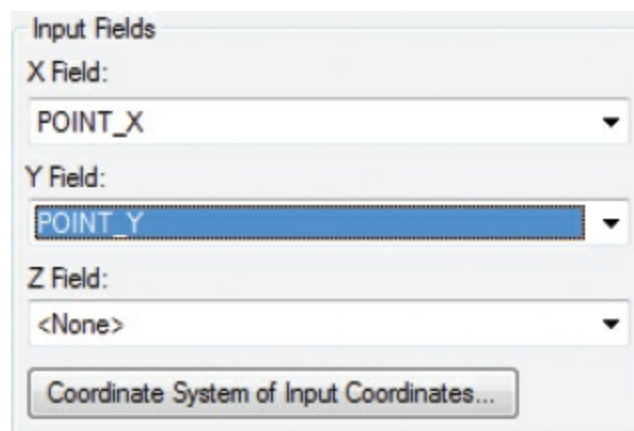 Input Fields
X Field:
POINT_X
Y Field:
POINT_Y
Z Field:
<None>
Coordinate System of Input Coordinates...